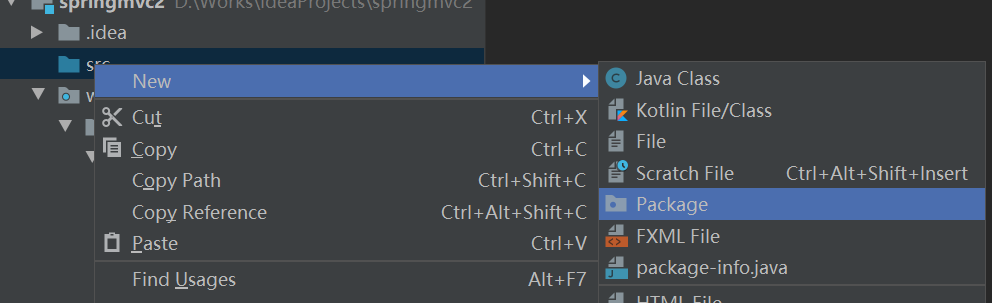 springmvc2 D:\Works\IdeaProjects\springmvc2
.idea
src
New
Cut Ctrl+X
Copy Ctrl+C
Copy Path Ctrl+Shift+C
Copy Reference Ctrl+Alt+Shift+C
Paste Ctrl+V
Find Usages Alt+F7
Java Class
Kotlin File/Class
File
Scratch File Ctrl+Alt+Shift+Insert
Package
FXML File
package-info.java
HTML File